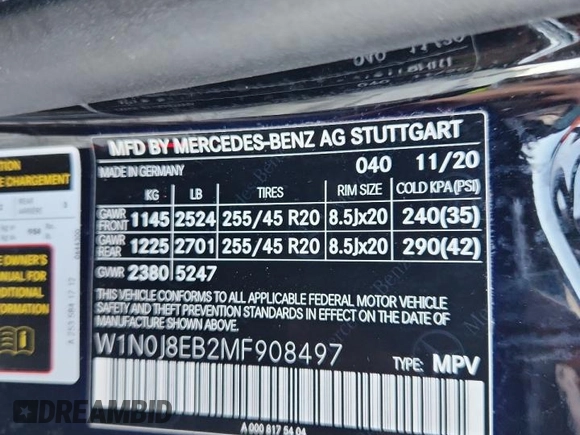 MFD BY MERCEDES-BENZ AG STUTTGART
MADE IN GERMANY 040 11/20
KG LB TIRES RIM SIZE COLD KPA(PSI)
GAWR FRONT 1145 2524 255/45 R20 8.5Jx20 240(35)
GAWR REAR 1225 2701 255/45 R20 8.5Jx20 290(42)
GVWR 2380 5247
THIS VEHICLE CONFORMS TO ALL APPLICABLE FEDERAL MOTOR VEHICLE
SAFETY AND THEFT PREVENTION STANDARDS IN EFFECT ON THE DATE
OF MANUFACTURE SHOWN ABOVE.
W1N0J8EB2MF908497 TYPE: MPV
A 000 817 54 04
CHARGEMENT
OWNER'S
MANUAL FOR
DREAMBID